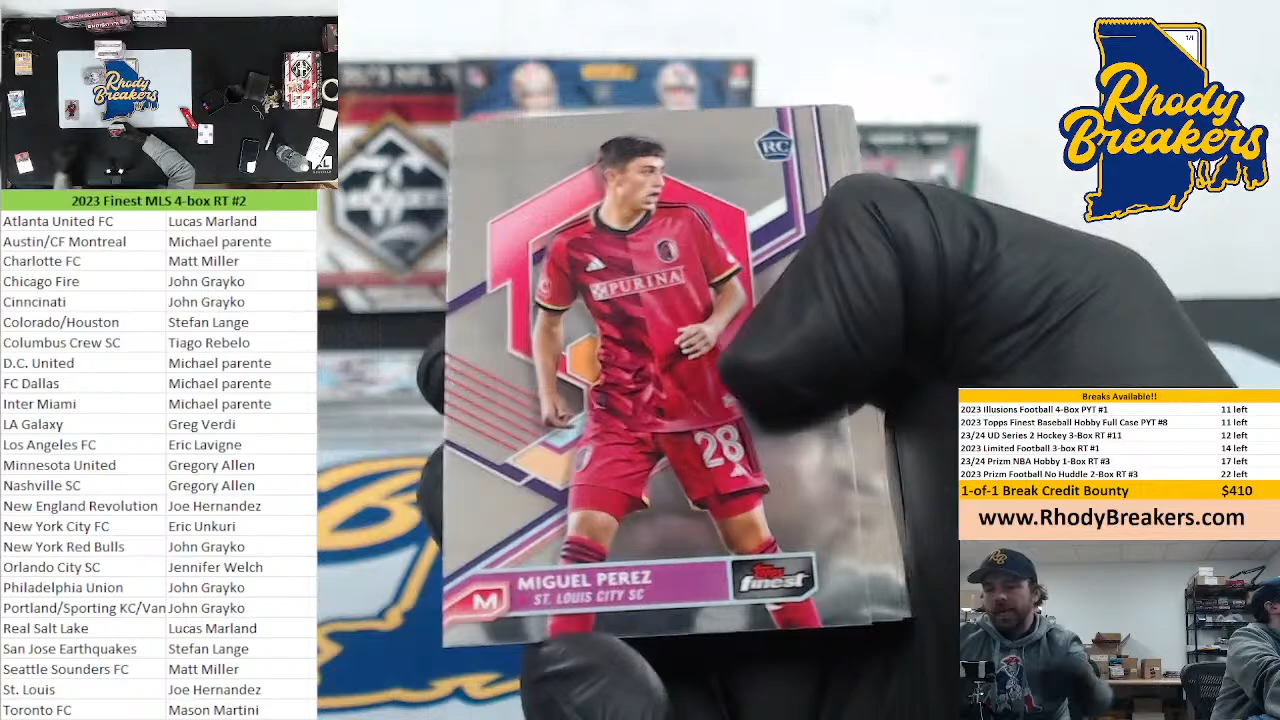 2023 Finest MLS 4-box RT #2
Atlanta United FC Lucas Marland
Austin/CF Montreal Michael parente
Charlotte FC Matt Miller
Chicago Fire John Grayko
Cinncinati John Grayko
Colorado/Houston Stefan Lange
Columbus Crew SC Tiago Rebelo
D.C. United Michael parente
FC Dallas Michael parente
Inter Miami Michael parente
LA Galaxy Greg Verdi
Los Angeles FC Eric Lavigne
Minnesota United Gregory Allen
Nashville SC Gregory Allen
New England Revolution Joe Hernandez
New York City FC Eric Unkuri
New York Red Bulls John Grayko
Orlando City SC Jennifer Welch
Philadelphia Union John Grayko
Portland/Sporting KC/Van John Grayko
Real Salt Lake Lucas Marland
San Jose Earthquakes Stefan Lange
Seattle Sounders FC Matt Miller
St. Louis Joe Hernandez
Toronto FC Mason Martini
Rhody
Breakers
RC
PURINA
28
MIGUEL PEREZ
ST. LOUIS CITY SC
M
Topps
finest
1/1
Rhody
Breakers
Breaks Available!!
2023 Illusions Football 4-Box PYT #1 11 left
2023 Topps Finest Baseball Hobby Full Case PYT #8 11 left
23/24 UD Series 2 Hockey 3-Box RT #11 12 left
2023 Limited Football 3-box RT #1 14 left
23/24 Prizm NBA Hobby 1-Box RT #3 17 left
2023 Prizm Football No Huddle 2-Box RT #3 22 left
1-of-1 Break Credit Bounty $410
www.RhodyBreakers.com
RB